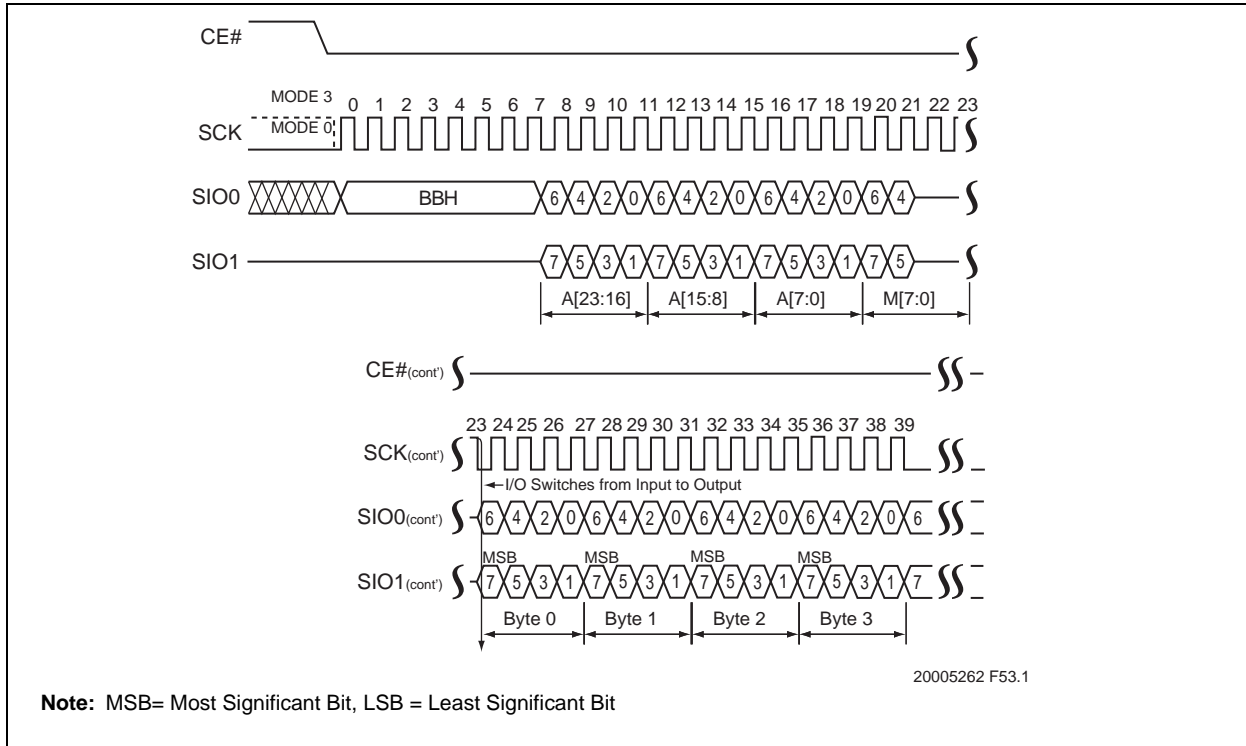 CE#
MODE 3
0 1 2 3 4 5 6 7 8 9 10 11 12 13 14 15 16 17 18 19 20 21 22 23
SCK
MODE 0
SIO0
BBH
6 4 2 0 6 4 2 0 6 4 2 0 6 4
SIO1
7 5 3 1 7 5 3 1 7 5 3 1 7 5
A[23:16] A[15:8] A[7:0] M[7:0]
CE#(cont')
23 24 25 26 27 28 29 30 31 32 33 34 35 36 37 38 39
SCK(cont')
I/O Switches from Input to Output
SIO0(cont')
6 4 2 0 6 4 2 0 6 4 2 0 6 4 2 0 6
MSB MSB MSB MSB
SIO1(cont')
7 5 3 1 7 5 3 1 7 5 3 1 7 5 3 1 7
Byte 0 Byte 1 Byte 2 Byte 3
20005262 F53.1
Note: MSB= Most Significant Bit, LSB = Least Significant Bit